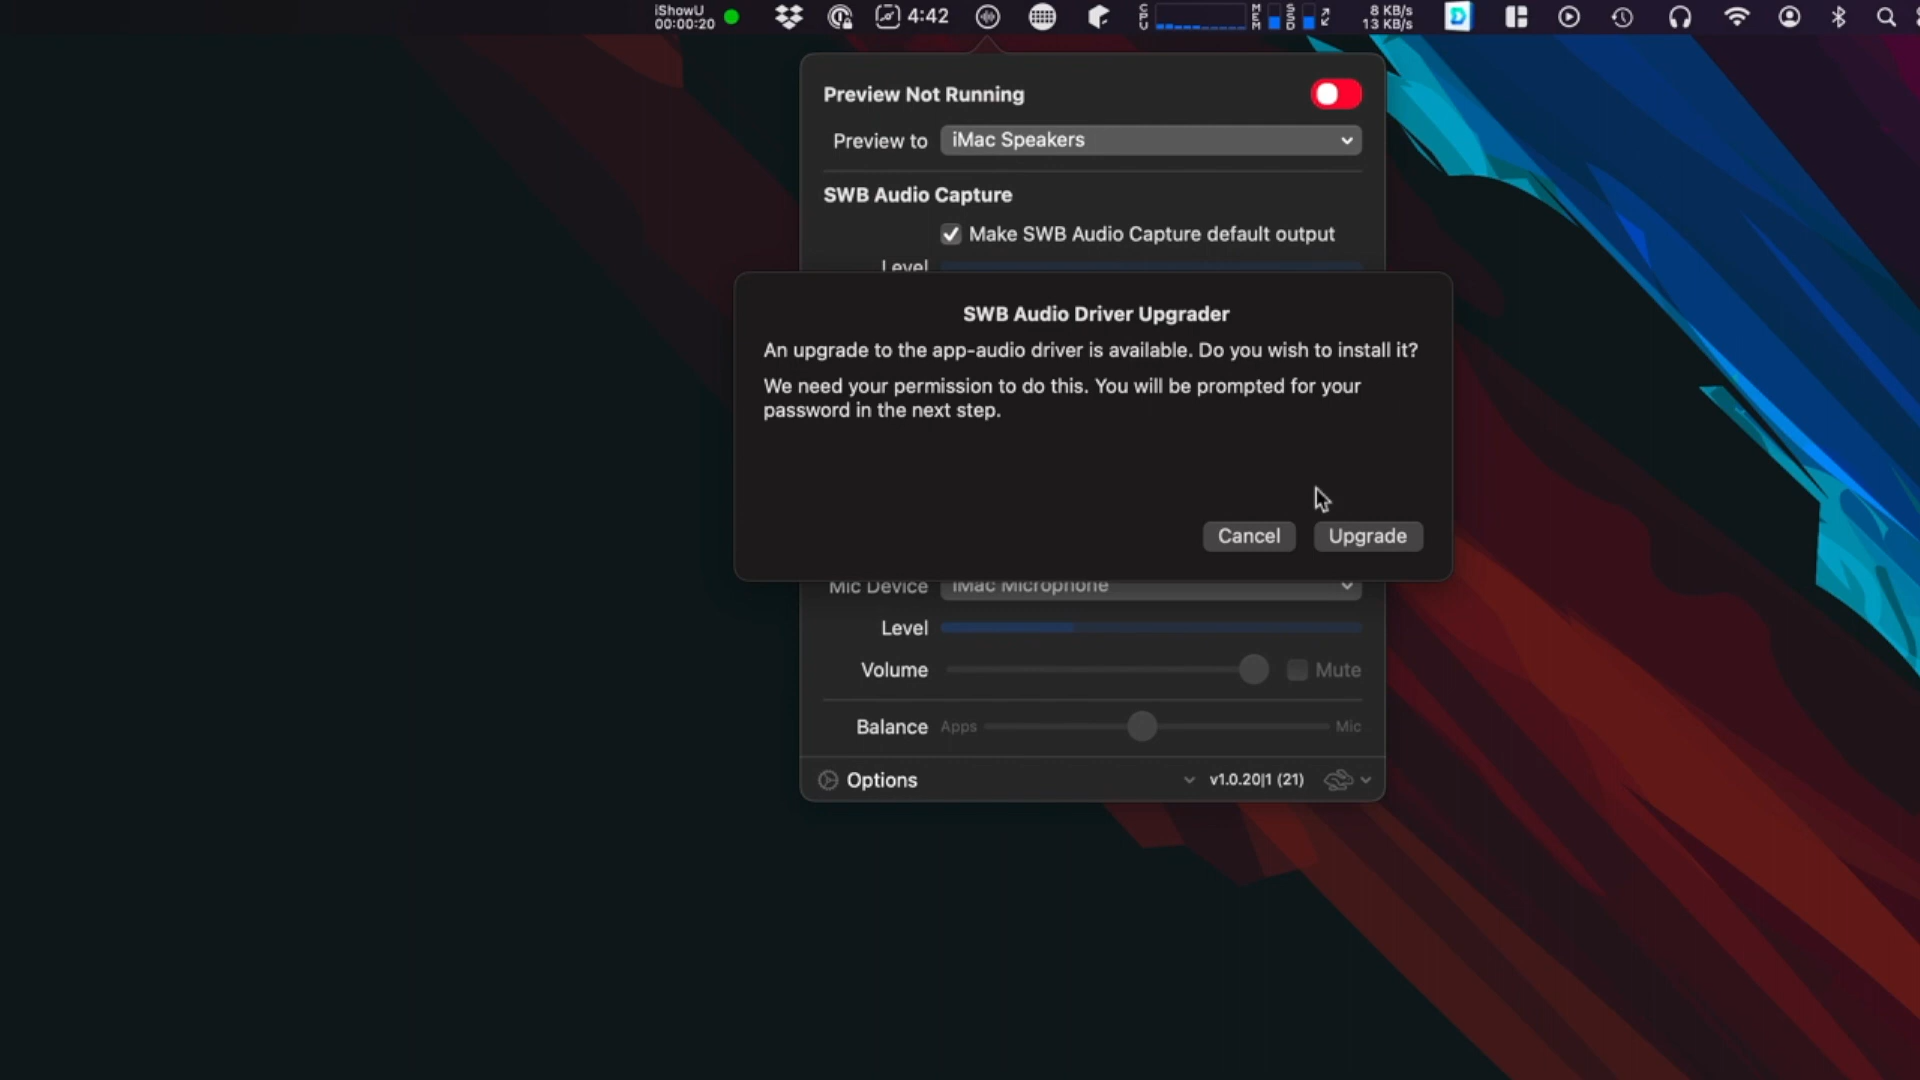 iShowU
00:00:20
4:42
CPU
MEM
SSD
8 KB/s
13 KB/s
D
Preview Not Running
Preview to iMac Speakers
SWB Audio Capture
Make SWB Audio Capture default output
Level
SWB Audio Driver Upgrader
An upgrade to the app-audio driver is available. Do you wish to install it?
We need your permission to do this. You will be prompted for your
password in the next step.
Cancel Upgrade
Mic Device iMac Microphone
Level
Volume Mute
Balance Apps Mic
Options v1.0.20|1 (21)